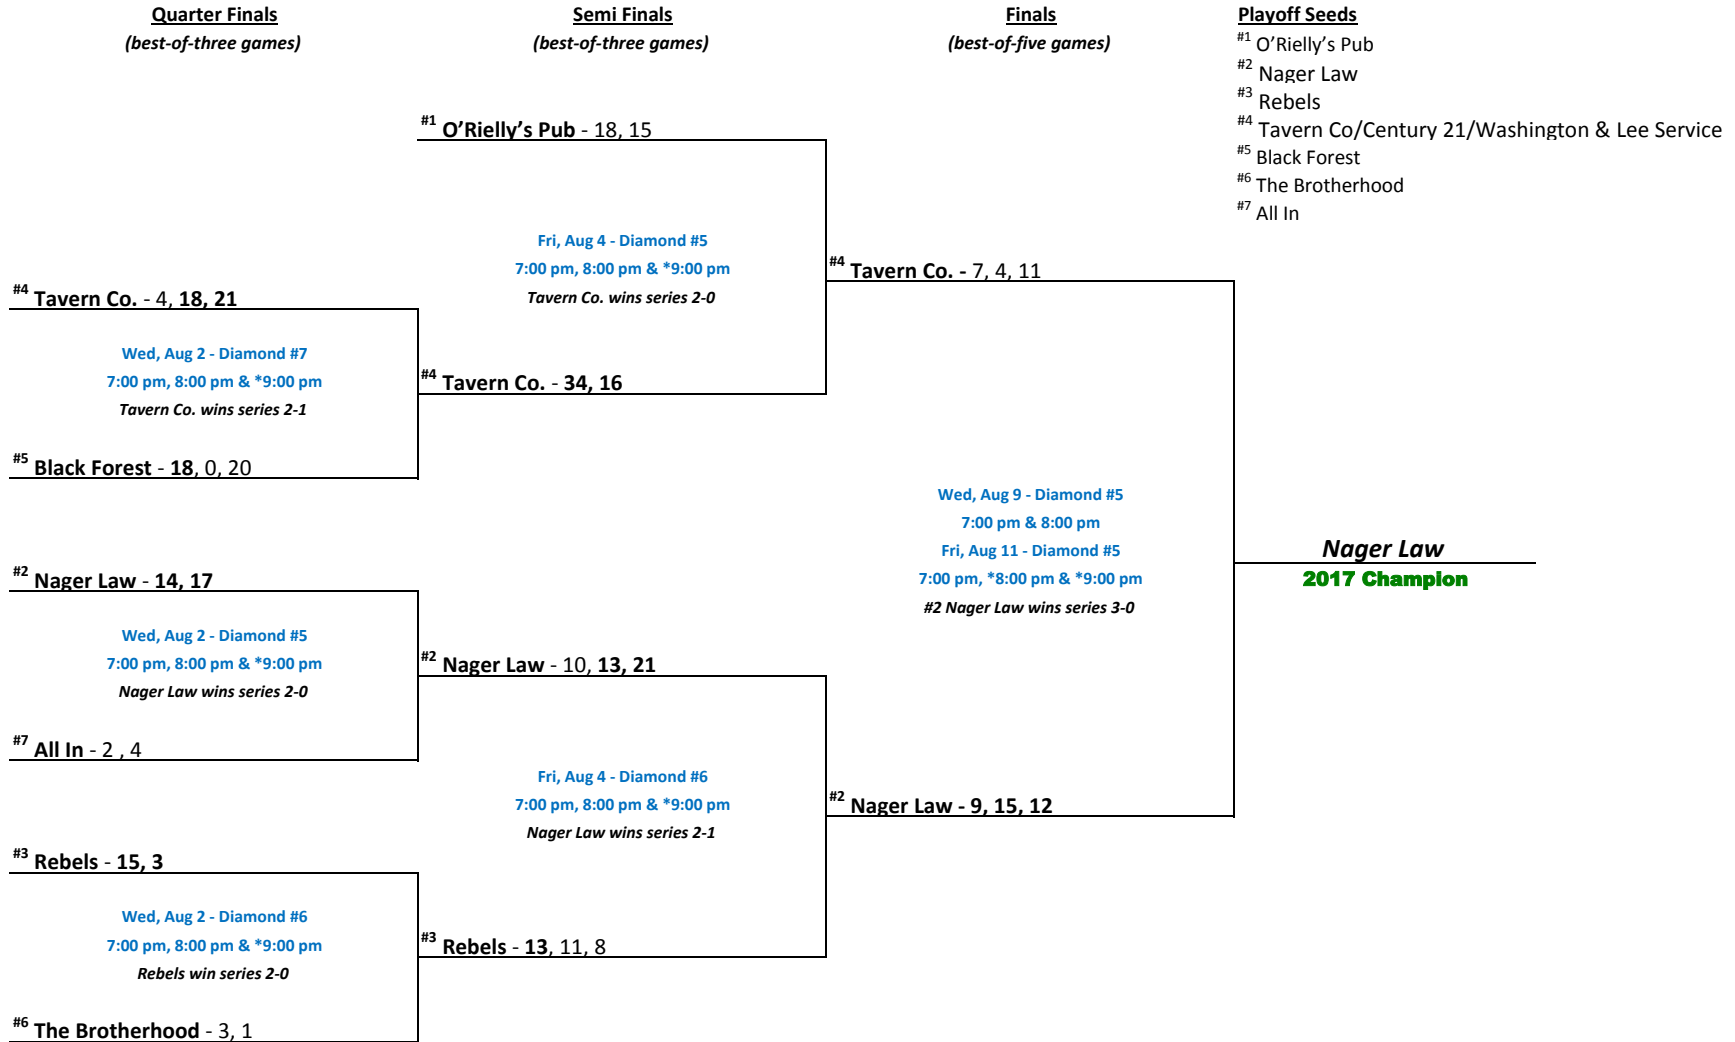 Quarter Finals
(best-of-three games)
Semi Finals
(best-of-three games)
Finals
(best-of-five games)
Playoff Seeds
#1 O'Rielly's Pub
#2 Nager Law
#3 Rebels
#4 Tavern Co/Century 21/Washington & Lee Service
#5 Black Forest
#6 The Brotherhood
#7 All In
#4 Tavern Co. - 4, 18, 21
Wed, Aug 2 - Diamond #7
7:00 pm, 8:00 pm & *9:00 pm
Tavern Co. wins series 2-1
#5 Black Forest - 18, 0, 20
#2 Nager Law - 14, 17
Wed, Aug 2 - Diamond #5
7:00 pm, 8:00 pm & *9:00 pm
Nager Law wins series 2-0
#7 All In - 2 , 4
#3 Rebels - 15, 3
Wed, Aug 2 - Diamond #6
7:00 pm, 8:00 pm & *9:00 pm
Rebels win series 2-0
#6 The Brotherhood - 3, 1
#1 O'Rielly's Pub - 18, 15
Fri, Aug 4 - Diamond #5
7:00 pm, 8:00 pm & *9:00 pm
Tavern Co. wins series 2-0
#4 Tavern Co. - 34, 16
#2 Nager Law - 10, 13, 21
Fri, Aug 4 - Diamond #6
7:00 pm, 8:00 pm & *9:00 pm
Nager Law wins series 2-1
#3 Rebels - 13, 11, 8
#4 Tavern Co. - 7, 4, 11
Wed, Aug 9 - Diamond #5
7:00 pm & 8:00 pm
Fri, Aug 11 - Diamond #5
7:00 pm, *8:00 pm & *9:00 pm
#2 Nager Law wins series 3-0
#2 Nager Law - 9, 15, 12
Nager Law
2017 Champion